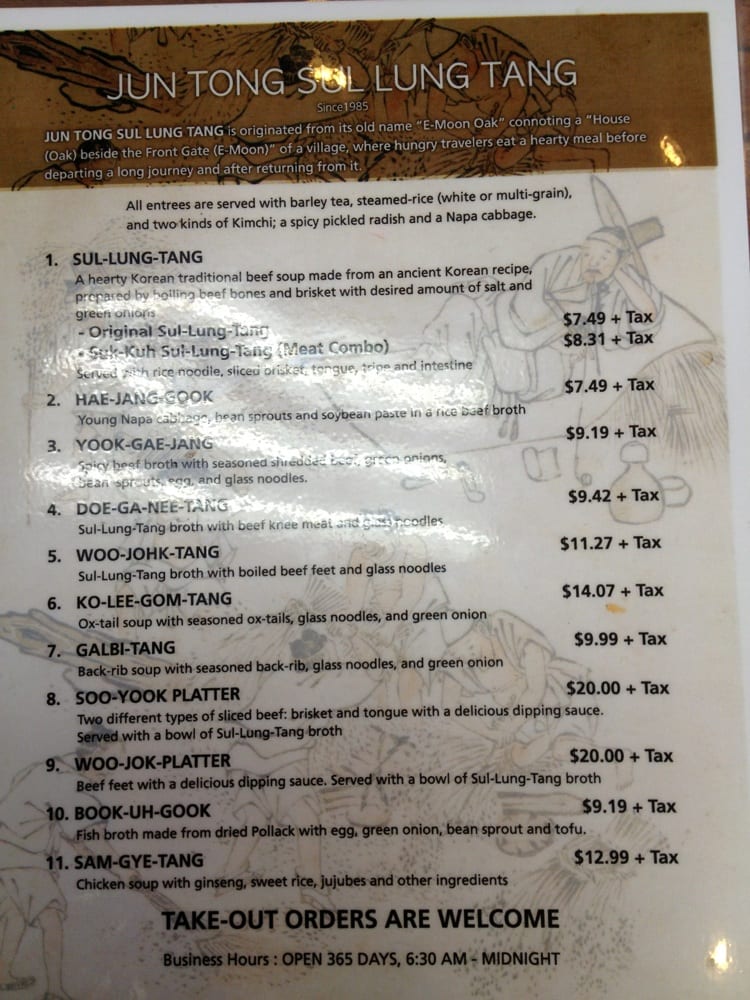 JUN TONG SUL LUNG TANG
Since1985
JUN TONG SUL LUNG TANG is originated from its old name "E-Moon Oak" connoting a "House
(Oak) beside the Front Gate (E-Moon)" of a village, where hungry travelers eat a hearty meal before
departing a long journey and after returning from it.
All entrees are served with barley tea, steamed-rice (white or multi-grain),
and two kinds of Kimchi; a spicy pickled radish and a Napa cabbage.
1. SUL-LUNG-TANG
A hearty Korean traditional beef soup made from an ancient Korean recipe,
prepared by boiling beef bones and brisket with desired amount of salt and
green onions
- Original Sul-Lung-Tang $7.49 + Tax
- Suk-Kuh Sul-Lung-Tang (Meat Combo) $8.31 + Tax
Served with rice noodle, sliced brisket, tongue, tripe and intestine
2. HAE-JANG-GOOK $7.49 + Tax
Young Napa cabbage, bean sprouts and soybean paste in a rice beef broth
3. YOOK-GAE-JANG $9.19 + Tax
Spicy beef broth with seasoned shredded beef, green onions,
bean sprouts, egg, and glass noodles.
4. DOE-GA-NEE-TANG $9.42 + Tax
Sul-Lung-Tang broth with beef knee meat and glass noodles
5. WOO-JOHK-TANG $11.27 + Tax
Sul-Lung-Tang broth with boiled beef feet and glass noodles
6. KO-LEE-GOM-TANG $14.07 + Tax
Ox-tail soup with seasoned ox-tails, glass noodles, and green onion
7. GALBI-TANG $9.99 + Tax
Back-rib soup with seasoned back-rib, glass noodles, and green onion
8. SOO-YOOK PLATTER $20.00 + Tax
Two different types of sliced beef: brisket and tongue with a delicious dipping sauce.
Served with a bowl of Sul-Lung-Tang broth
9. WOO-JOK-PLATTER $20.00 + Tax
Beef feet with a delicious dipping sauce. Served with a bowl of Sul-Lung-Tang broth
10. BOOK-UH-GOOK $9.19 + Tax
Fish broth made from dried Pollack with egg, green onion, bean sprout and tofu.
11. SAM-GYE-TANG $12.99 + Tax
Chicken soup with ginseng, sweet rice, jujubes and other ingredients
TAKE-OUT ORDERS ARE WELCOME
Business Hours : OPEN 365 DAYS, 6:30 AM - MIDNIGHT